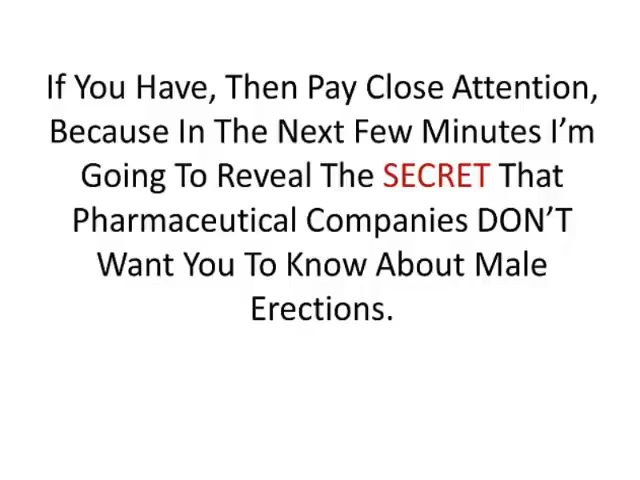 If You Have, Then Pay Close Attention,
Because In The Next Few Minutes I’m
Going To Reveal The SECRET That
Pharmaceutical Companies DON’T
Want You To Know About Male
Erections.